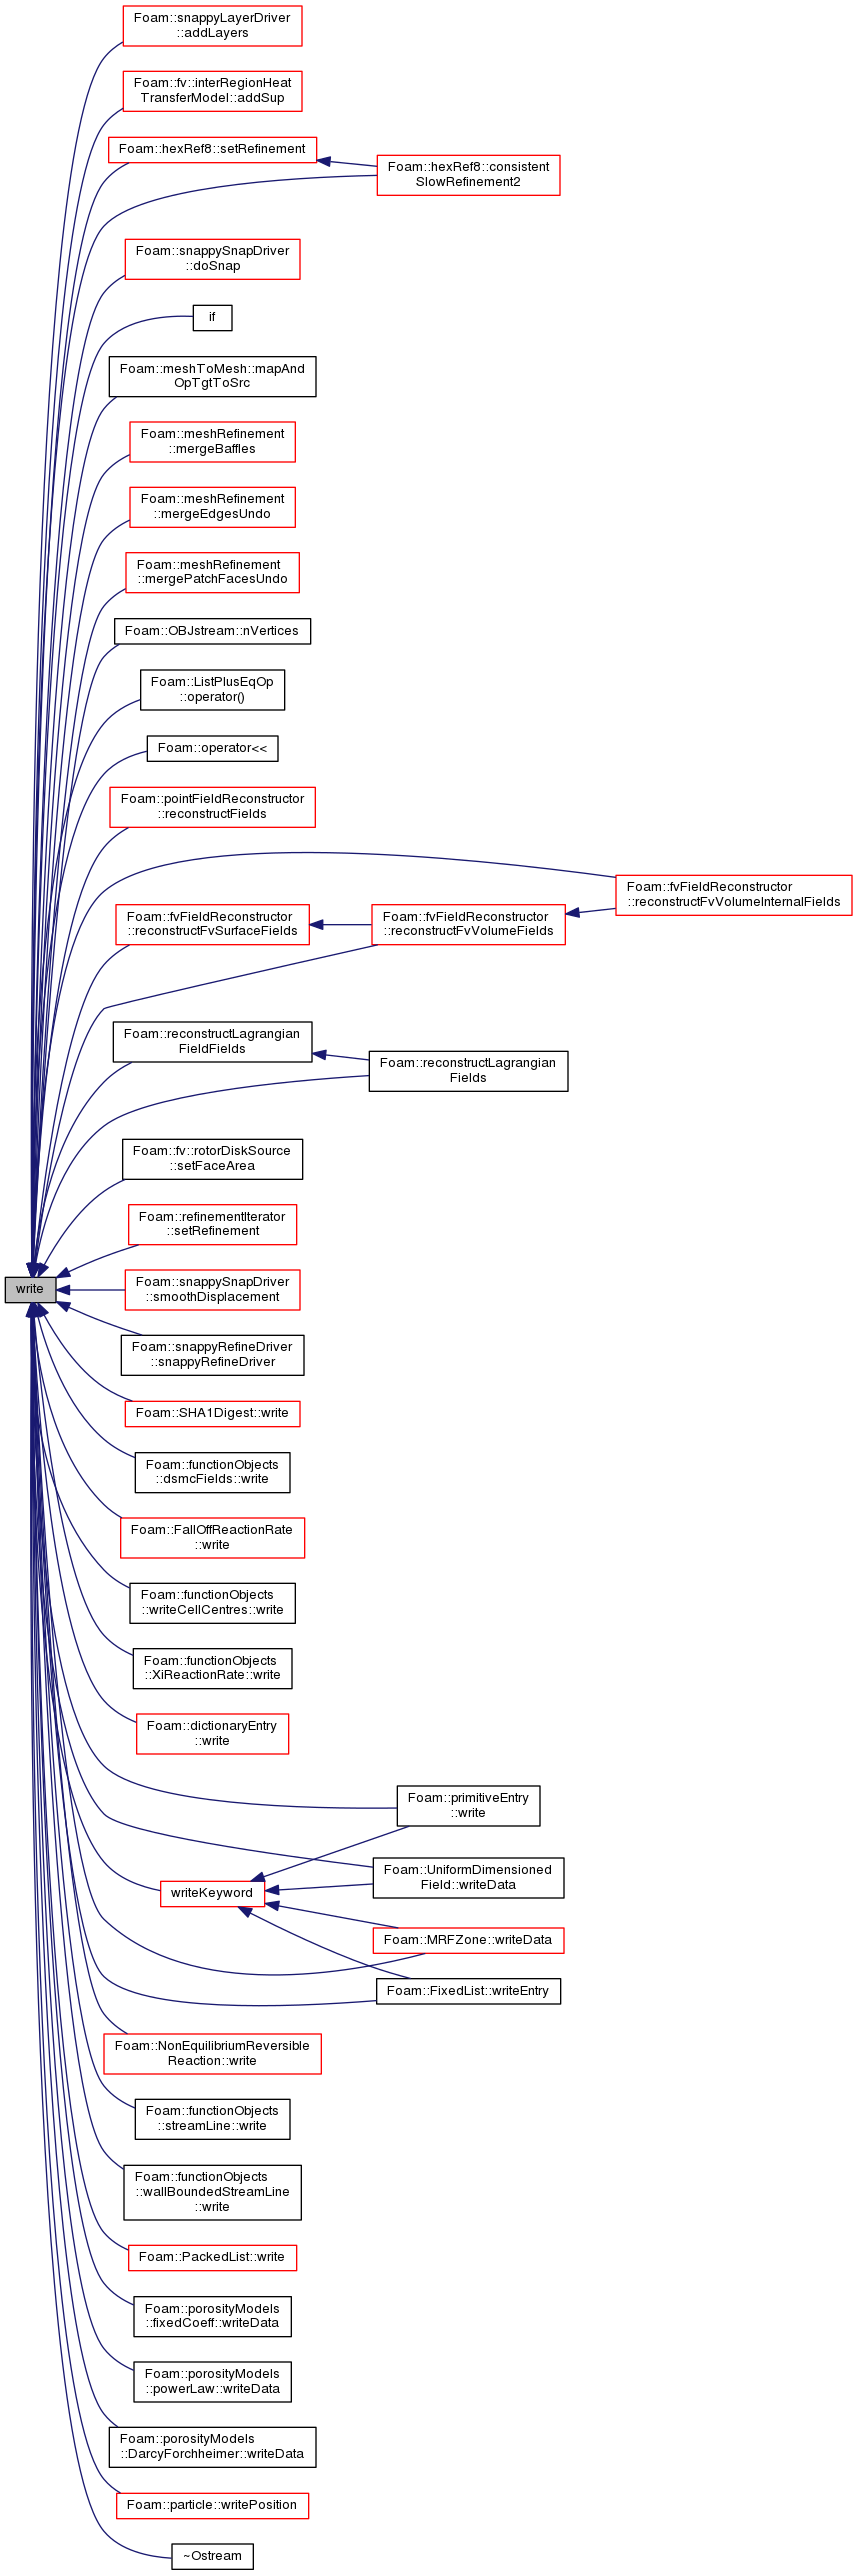 Foam::snappyLayerDriver
::addLayers
Foam::fv::interRegionHeat
TransferModel::addSup
Foam::hexRef8::setRefinement
Foam::hexRef8::consistent
SlowRefinement2
Foam::snappySnapDriver
::doSnap
if
Foam::meshToMesh::mapAnd
OpTgtToSrc
Foam::meshRefinement
::mergeBaffles
Foam::meshRefinement
::mergeEdgesUndo
Foam::meshRefinement
::mergePatchFacesUndo
Foam::OBJstream::nVertices
Foam::ListPlusEqOp
::operator()
Foam::operator<<
Foam::pointFieldReconstructor
::reconstructFields
Foam::fvFieldReconstructor
::reconstructFvVolumeInternalFields
Foam::fvFieldReconstructor
::reconstructFvSurfaceFields
Foam::fvFieldReconstructor
::reconstructFvVolumeFields
Foam::reconstructLagrangian
FieldFields
Foam::reconstructLagrangian
Fields
Foam::fv::rotorDiskSource
::setFaceArea
Foam::refinementIterator
::setRefinement
write
Foam::snappySnapDriver
::smoothDisplacement
Foam::snappyRefineDriver
::snappyRefineDriver
Foam::SHA1Digest::write
Foam::functionObjects
::dsmcFields::write
Foam::FallOffReactionRate
::write
Foam::functionObjects
::writeCellCentres::write
Foam::functionObjects
::XiReactionRate::write
Foam::dictionaryEntry
::write
Foam::primitiveEntry
::write
Foam::UniformDimensioned
Field::writeData
writeKeyword
Foam::MRFZone::writeData
Foam::FixedList::writeEntry
Foam::NonEquilibriumReversible
Reaction::write
Foam::functionObjects
::streamLine::write
Foam::functionObjects
::wallBoundedStreamLine
::write
Foam::PackedList::write
Foam::porosityModels
::fixedCoeff::writeData
Foam::porosityModels
::powerLaw::writeData
Foam::porosityModels
::DarcyForchheimer::writeData
Foam::particle::writePosition
~Ostream